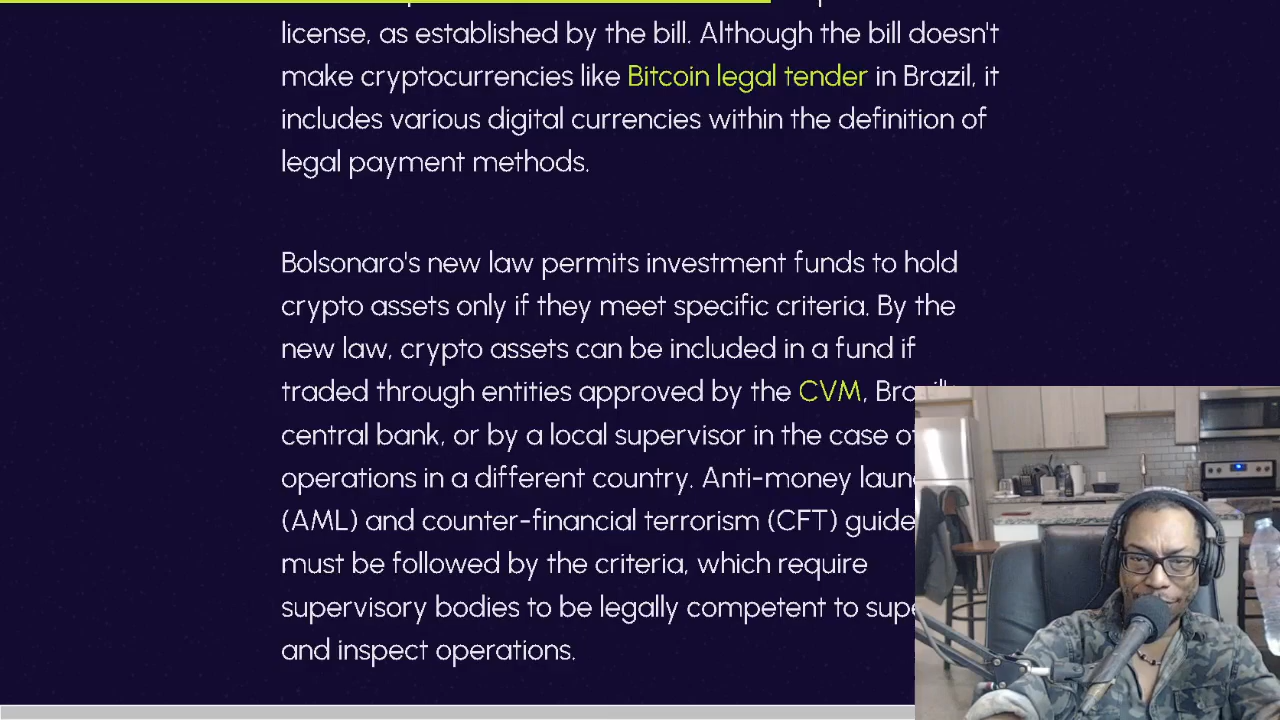 license, as established by the bill. Although the bill doesn't
make cryptocurrencies like Bitcoin legal tender in Brazil, it
includes various digital currencies within the definition of
legal payment methods.
Bolsonaro's new law permits investment funds to hold
crypto assets only if they meet specific criteria. By the
new law, crypto assets can be included in a fund if
traded through entities approved by the CVM,
central bank, or by a local supervisor in the case of
operations in a different country. Anti-money
(AML) and counter-financial terrorism (CFT)
must be followed by the criteria, which require
supervisory bodies to be legally competent to
and inspect operations.